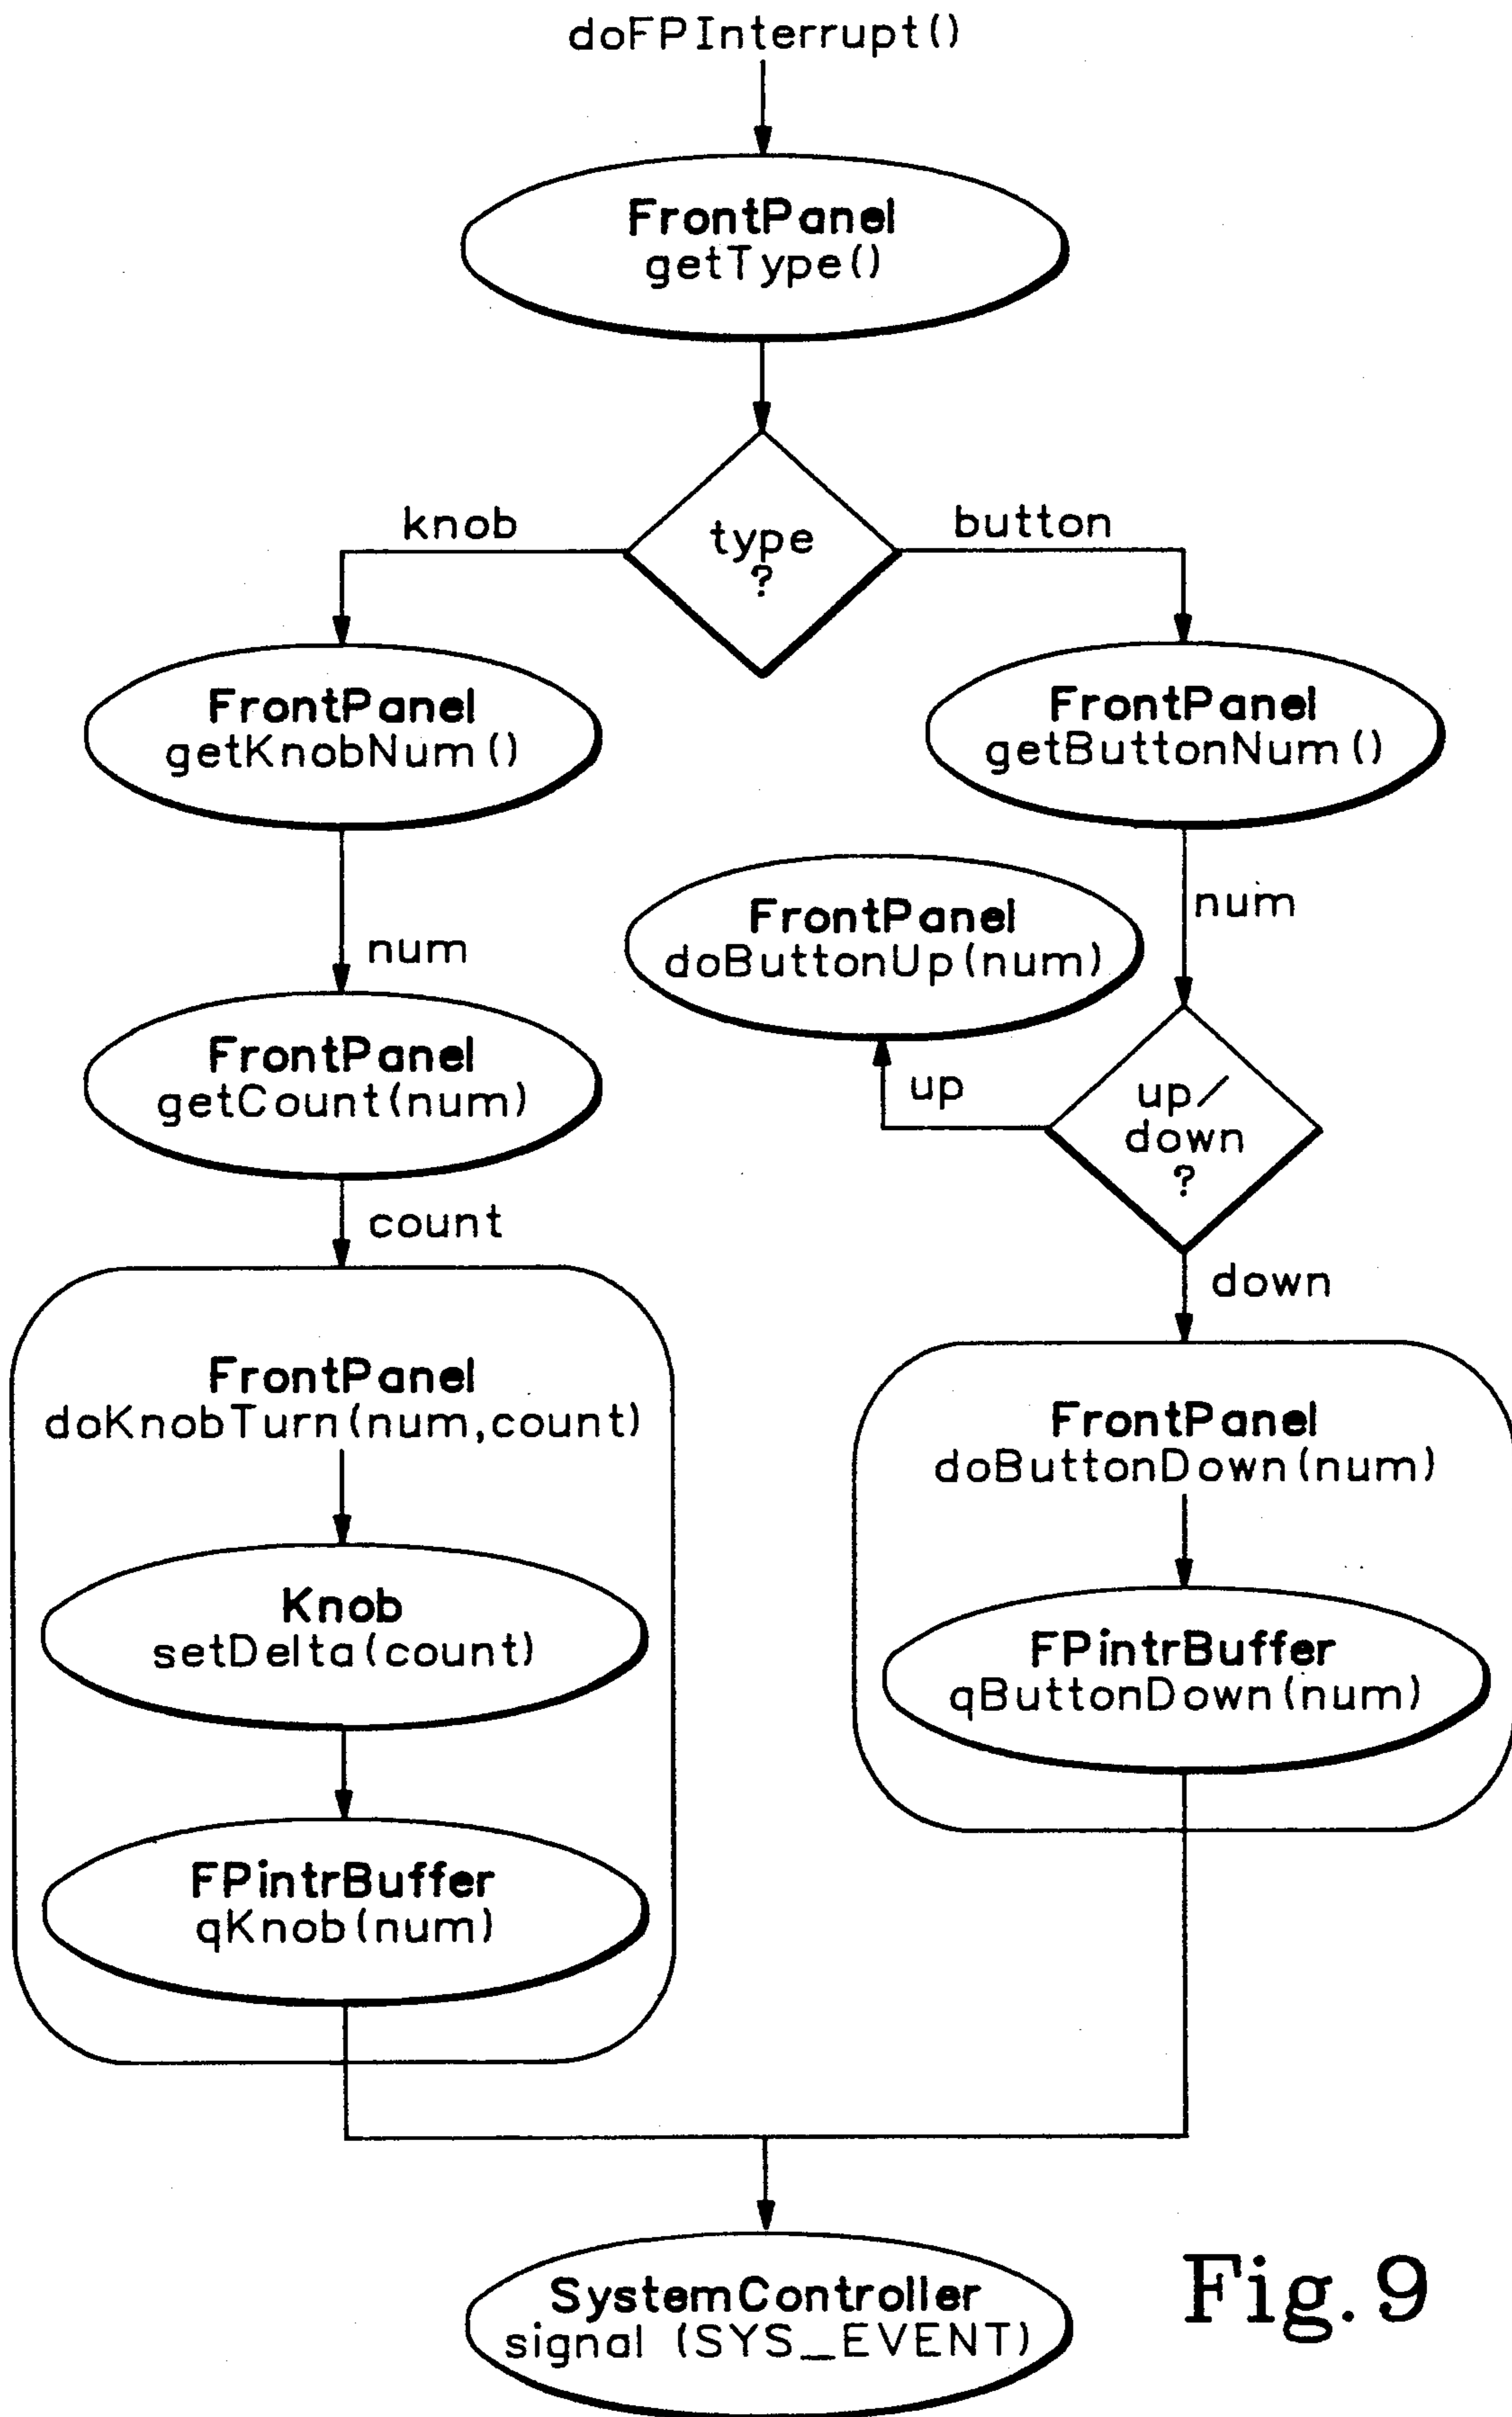 doFPInterrupt()
FrontPanel
getType()
knob
type
?
button
FrontPanel
getKnobNum()
FrontPanel
getButtonNum()
num
FrontPanel
doButtonUp(num)
num
FrontPanel
getCount(num)
up
up/
down
?
count
down
FrontPanel
doKnobTurn(num,count)
FrontPanel
doButtonDown(num)
Knob
setDelta(count)
FPintrBuffer
qButtonDown(num)
FPintrBuffer
qKnob(num)
SystemController
signal (SYS_EVENT)
Fig. 9